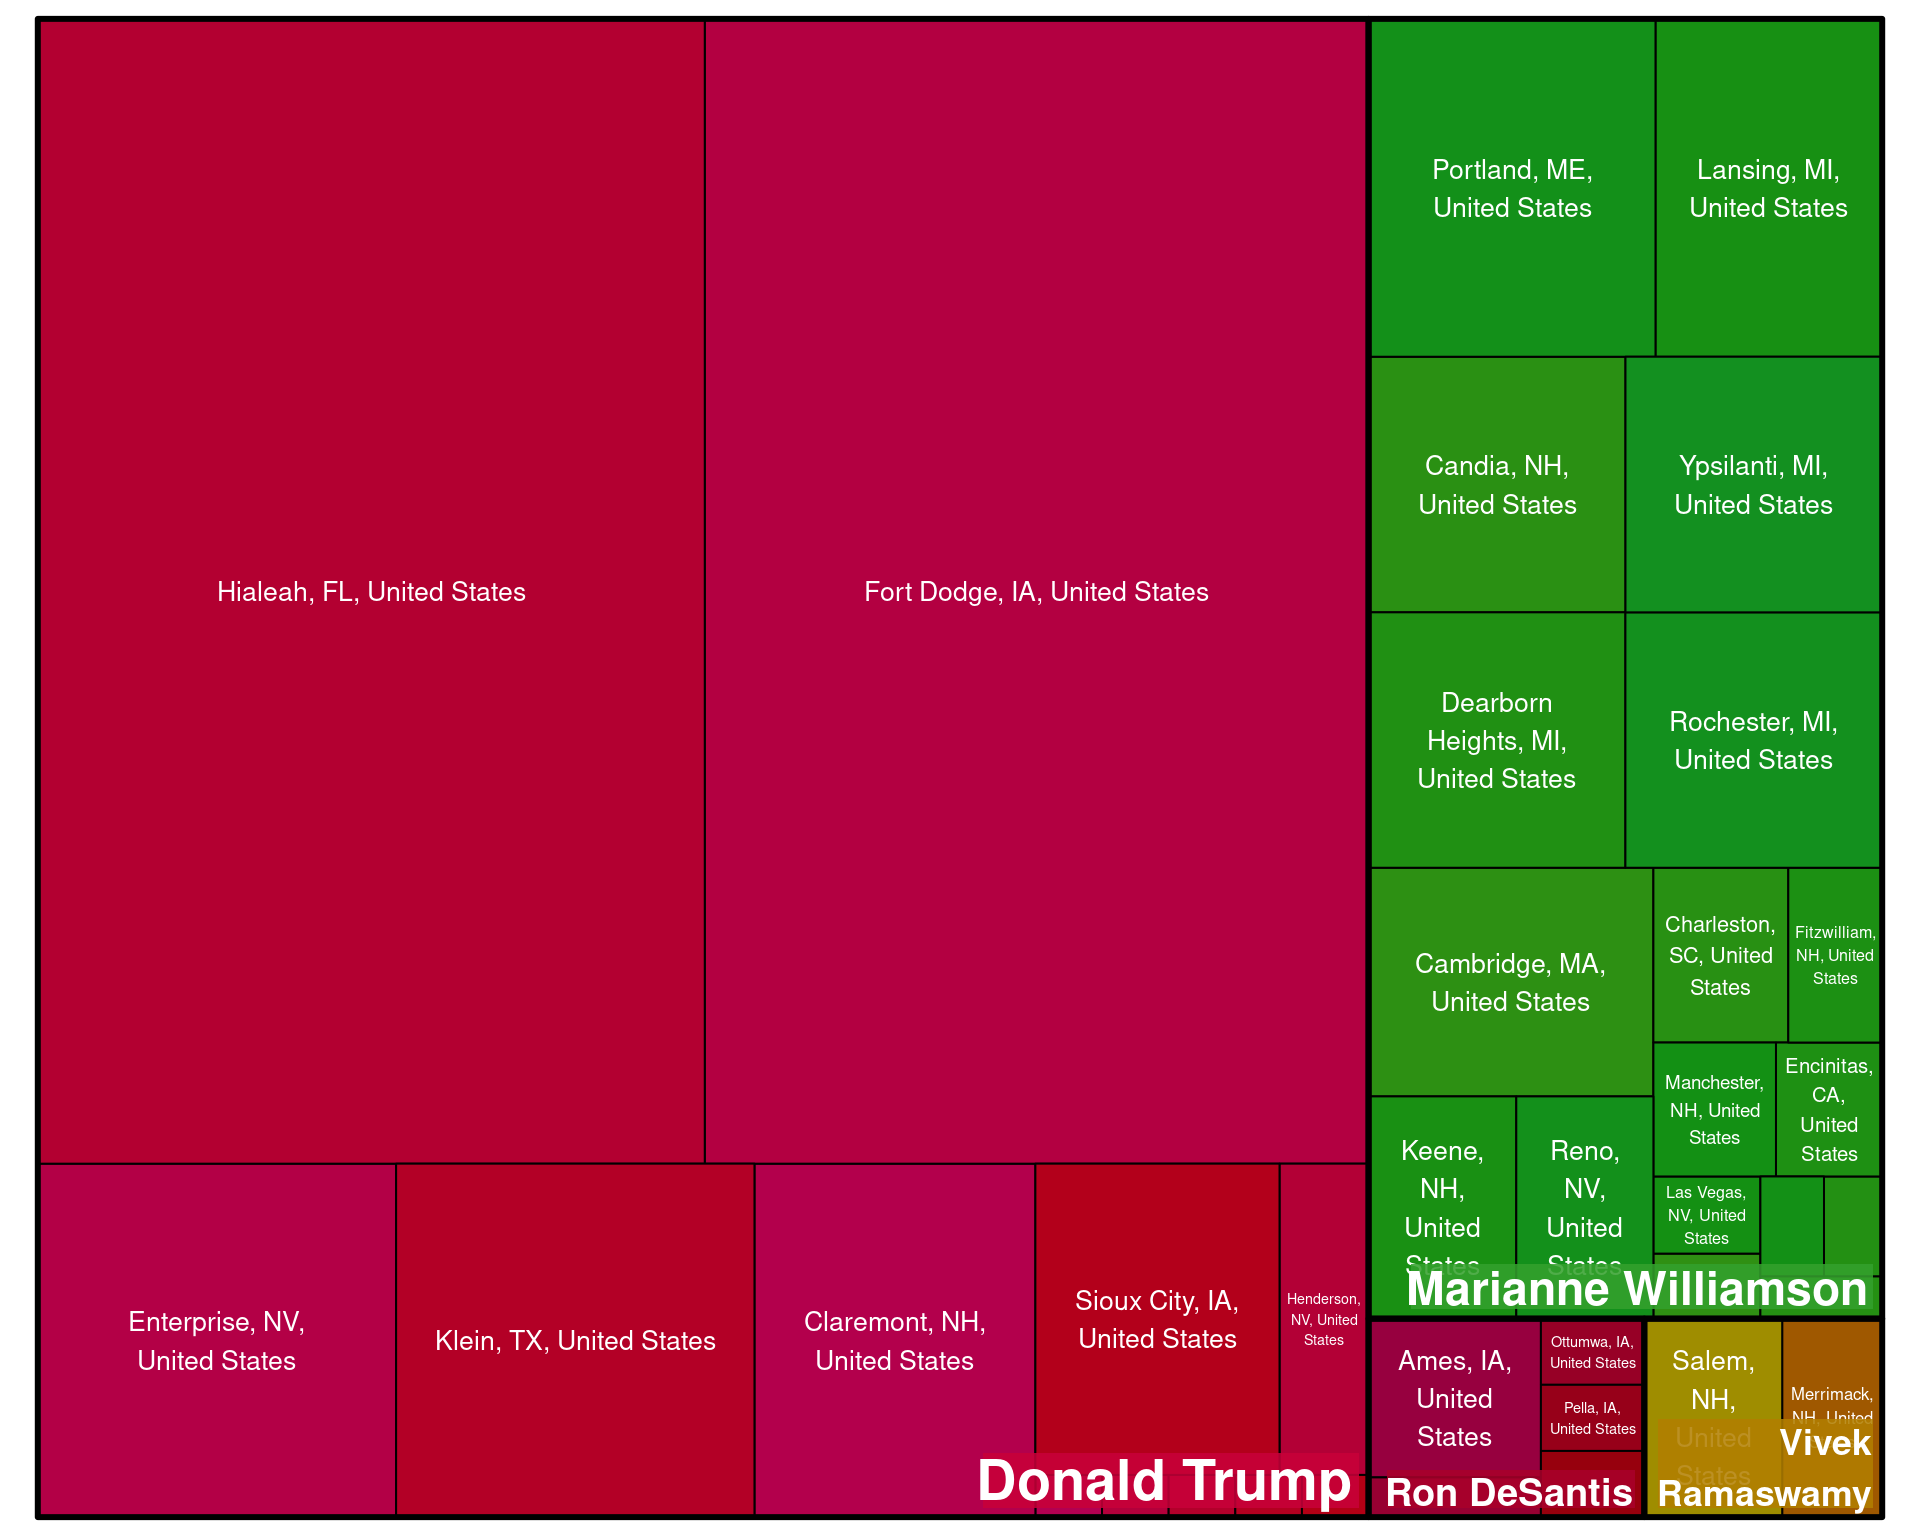 Hialeah, FL, United States
Fort Dodge, IA, United States
Enterprise, NV,
United States
Klein, TX, United States
Claremont, NH,
United States
Sioux City, IA,
United States
Henderson,
NV, United
States
Donald Trump
Portland, ME,
United States
Lansing, MI,
United States
Candia, NH,
United States
Ypsilanti, MI,
United States
Dearborn
Heights, MI,
United States
Rochester, MI,
United States
Cambridge, MA,
United States
Charleston,
SC, United
States
Fitzwilliam,
NH, United
States
Manchester,
NH, United
States
Encinitas,
CA,
United
States
Keene,
NH,
United
States
Reno,
NV,
United
States
Las Vegas,
NV, United
States
Marianne Williamson
Ames, IA,
United
States
Ottumwa, IA,
United States
Pella, IA,
United States
Ron DeSantis
Salem,
NH,
United
States
Merrimack,
NH, United
Vivek
Ramaswamy